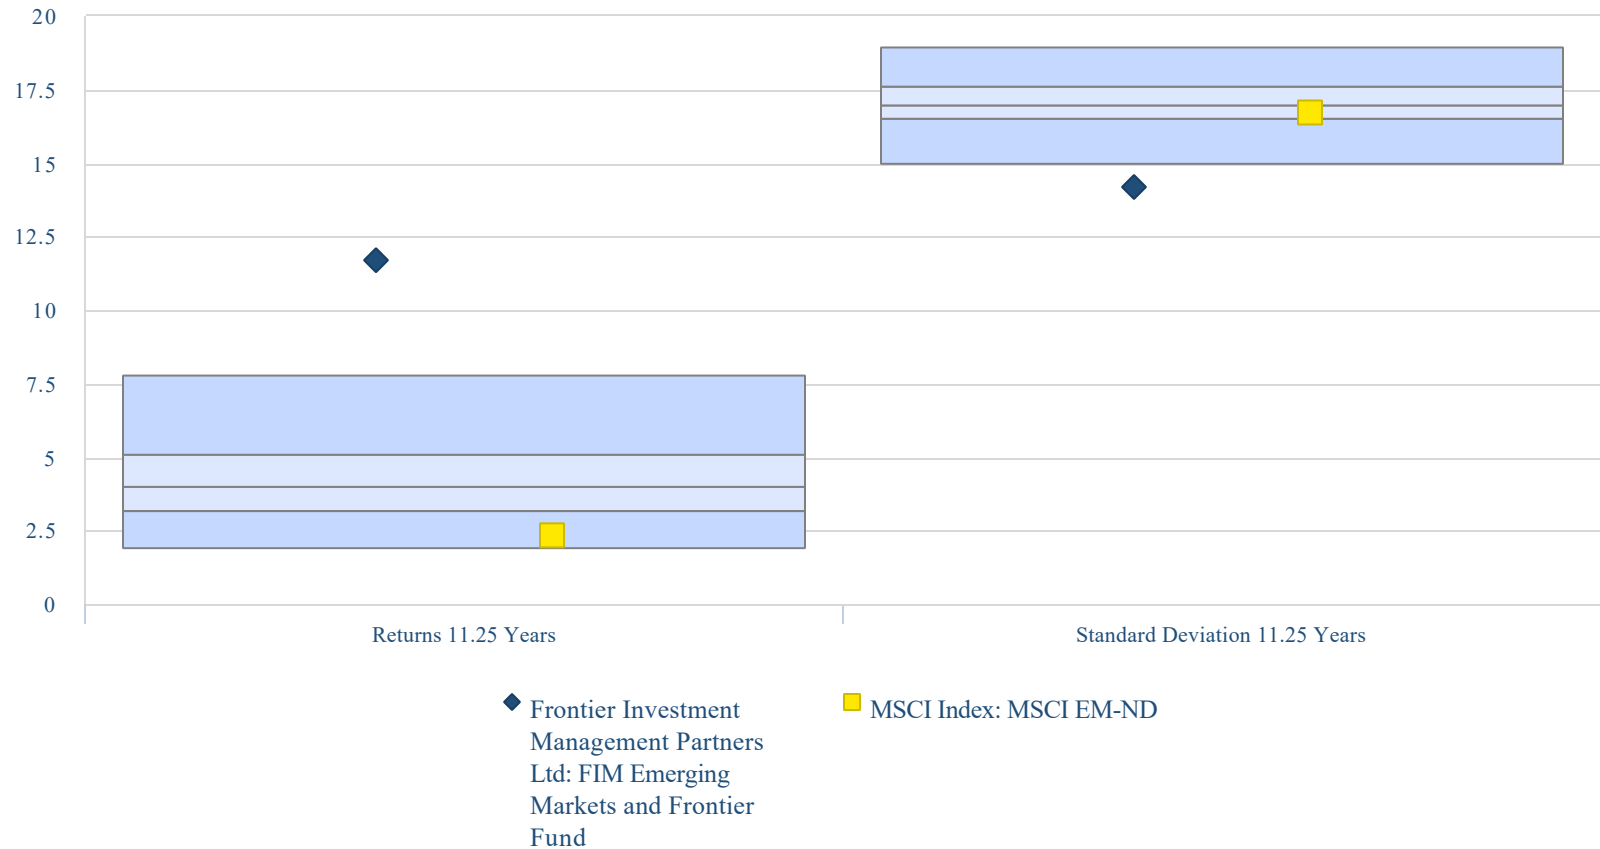 20
17.5
15
12.5
10
7.5
5
2.5
0
Returns 11.25 Years
Standard Deviation 11.25 Years
Frontier Investment
Management Partners
Ltd: FIM Emerging
Markets and Frontier
Fund
MSCI Index: MSCI EM-ND